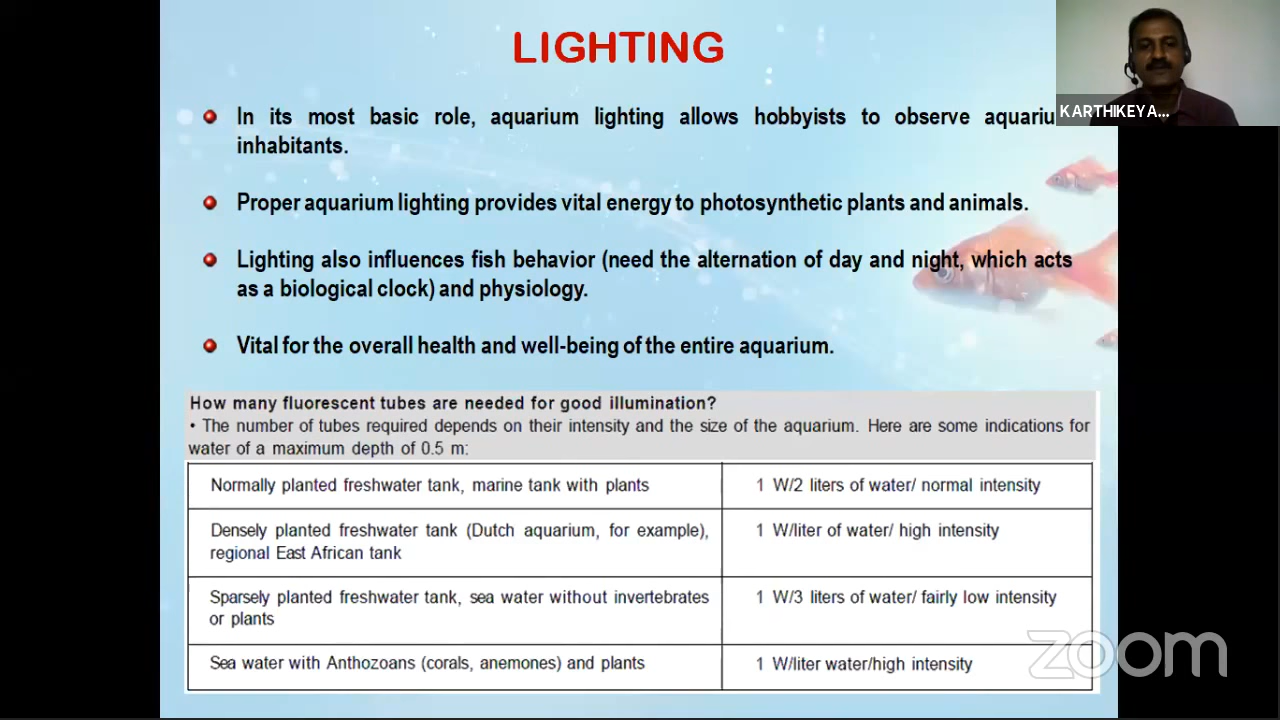 LIGHTING
KARTHIKEYA...
In its most basic role, aquarium lighting allows hobbyists to observe aquariu
inhabitants.
Proper aquarium lighting provides vital energy to photosynthetic plants and animals.
Lighting also influences fish behavior (need the alternation of day and night, which acts
as a biological clock) and physiology.
Vital for the overall health and well-being of the entire aquarium.
How many fluorescent tubes are needed for good illumination?
• The number of tubes required depends on their intensity and the size of the aquarium. Here are some indications for
water of a maximum depth of 0.5 m:
Normally planted freshwater tank, marine tank with plants
1 W/2 liters of water/ normal intensity
Densely planted freshwater tank (Dutch aquarium, for example),
regional East African tank
1 W/liter of water/ high intensity
Sparsely planted freshwater tank, sea water without invertebrates
or plants
1 W/3 liters of water/ fairly low intensity
Sea water with Anthozoans (corals, anemones) and plants
1 W/liter water/high intensity
zoom